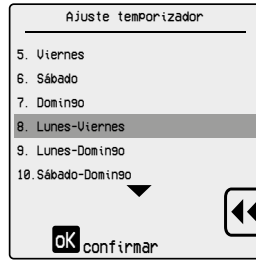 Ajuste temporizador
5. Viernes
6. Sábado
7. Domingo
8. Lunes-Viernes
9. Lunes-Domingo
10.Sábado-Domingo
oK confirmar